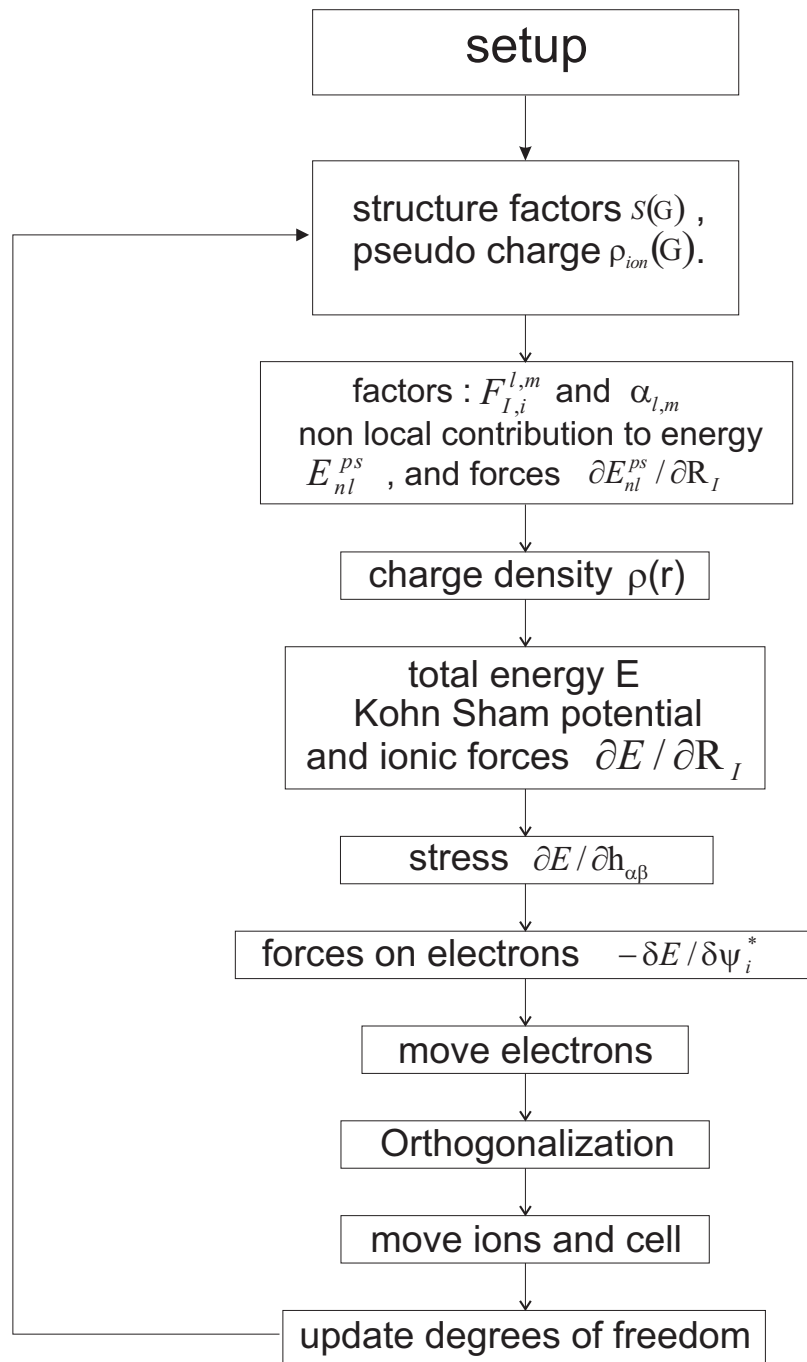 setup
structure factors S(G) ,
pseudo charge ρ_{ion}(G).
factors : F_{I,i}^{l,m} and α_{l,m}
non local contribution to energy
E_{nl}^{ps} , and forces ∂E_{nl}^{ps} / ∂R_I
charge density ρ(r)
total energy E
Kohn Sham potential
and ionic forces ∂E / ∂R_I
stress ∂E / ∂h_{αβ}
forces on electrons − δE / δψ_i^*
move electrons
Orthogonalization
move ions and cell
update degrees of freedom